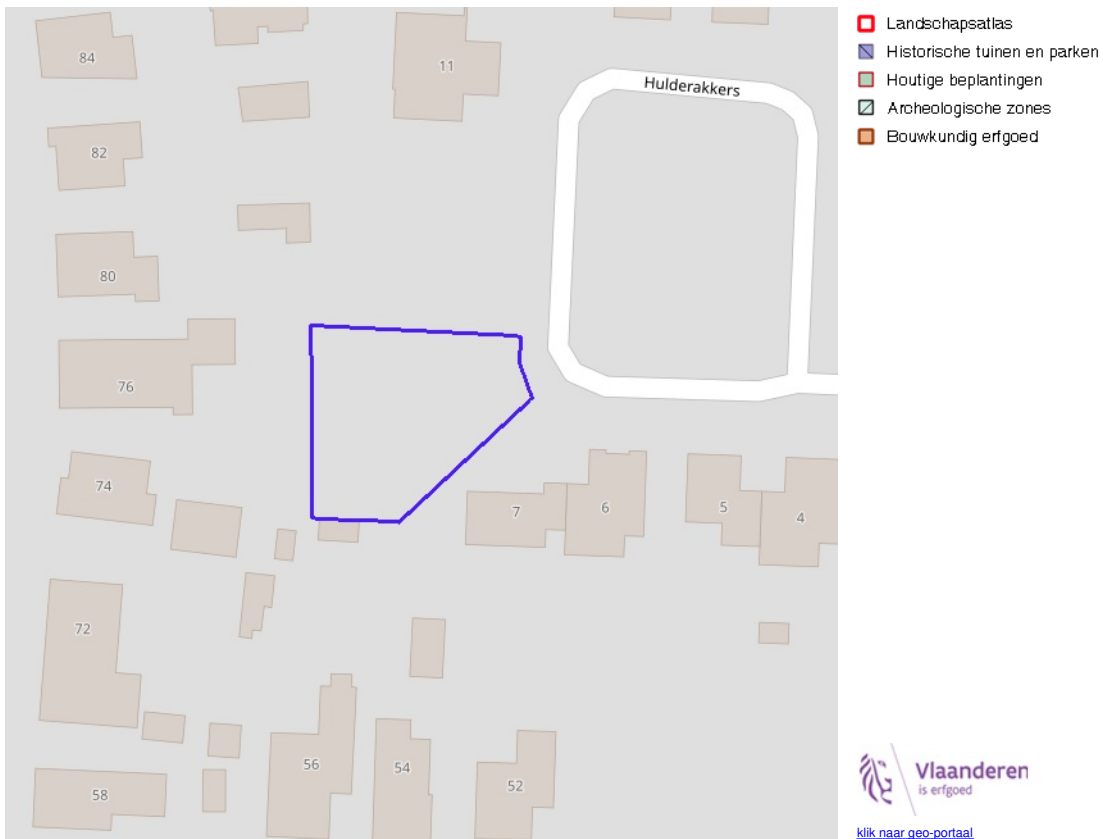 84
11
Hulderakkers
82
80
76
74
7
6
5
4
72
56
54
52
58
Landschapsatlas
Historische tuinen en parken
Houtige beplantingen
Archeologische zones
Bouwkundig erfgoed
Vlaanderen
is erfgoed
klik naar geo-portaal